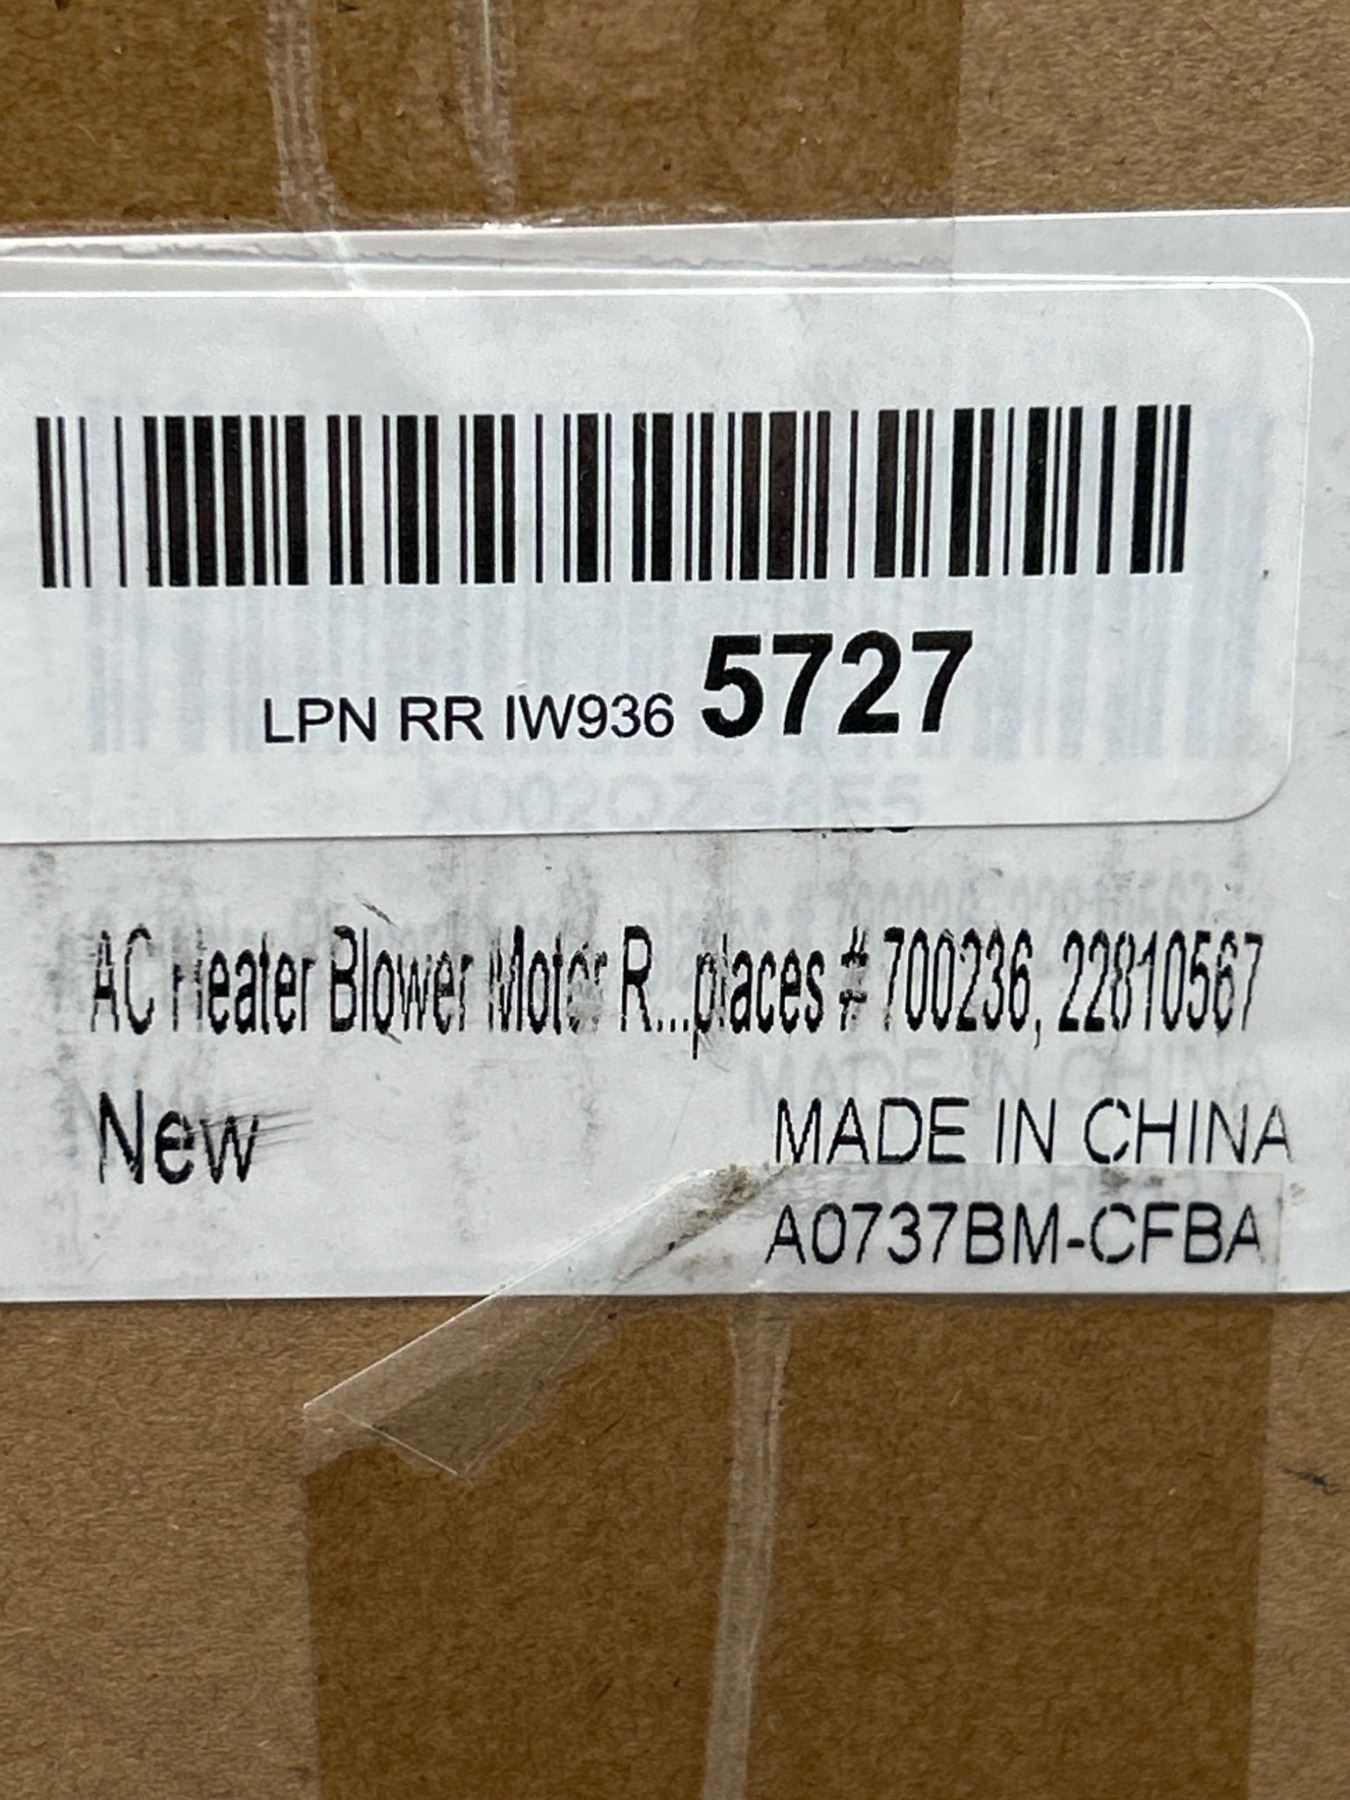 LPN RR IW936 5727
AC Heater Blower Motor R...places # 700236, 22810567
New
MADE IN CHINA
A0737BM-CFBA